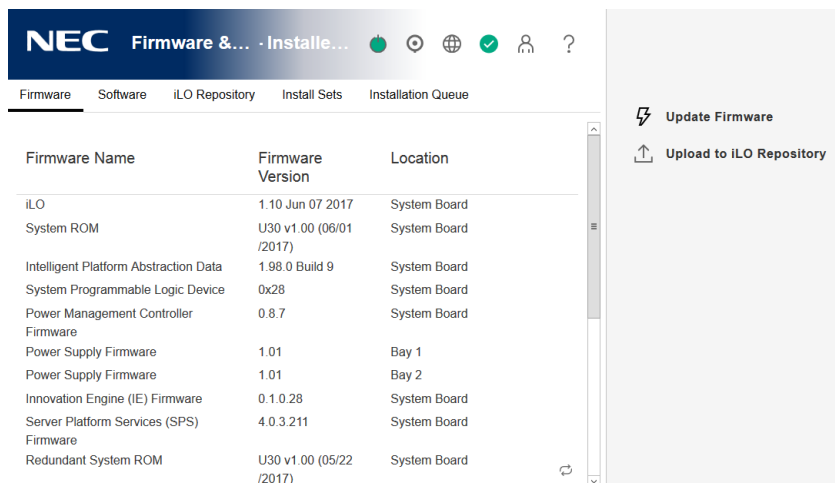 NEC Firmware &... · Installe...
Firmware Software iLO Repository Install Sets Installation Queue
Firmware Name Firmware Version Location
iLO 1.10 Jun 07 2017 System Board
System ROM U30 v1.00 (06/01 /2017) System Board
Intelligent Platform Abstraction Data 1.98.0 Build 9 System Board
System Programmable Logic Device 0x28 System Board
Power Management Controller Firmware 0.8.7 System Board
Power Supply Firmware 1.01 Bay 1
Power Supply Firmware 1.01 Bay 2
Innovation Engine (IE) Firmware 0.1.0.28 System Board
Server Platform Services (SPS) Firmware 4.0.3.211 System Board
Redundant System ROM U30 v1.00 (05/22 /2017) System Board
Update Firmware
Upload to iLO Repository